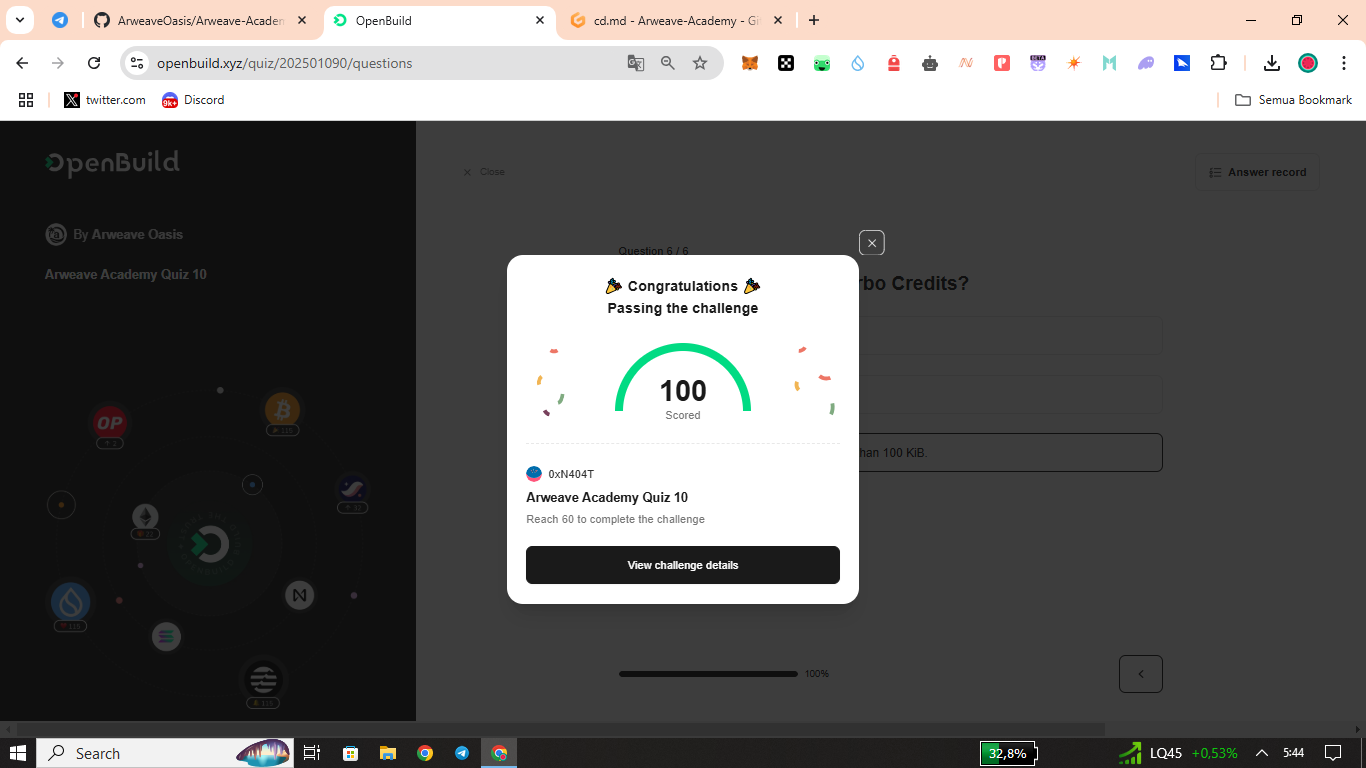 ArweaveOasis/Arweave-Academ
OpenBuild
cd.md - Arweave-Academy - Gi
openbuild.xyz/quiz/202501090/questions
BETA
twitter.com
9k+
Discord
Semua Bookmark
OpenBuild
Close
Answer record
By Arweave Oasis
Arweave Academy Quiz 10
Question 6 / 6
rbo Credits?
han 100 KiB.
Congratulations
Passing the challenge
100
Scored
0xN404T
Arweave Academy Quiz 10
Reach 60 to complete the challenge
View challenge details
OP
100%
Search
32,8%
LQ45 +0,53%
5:44